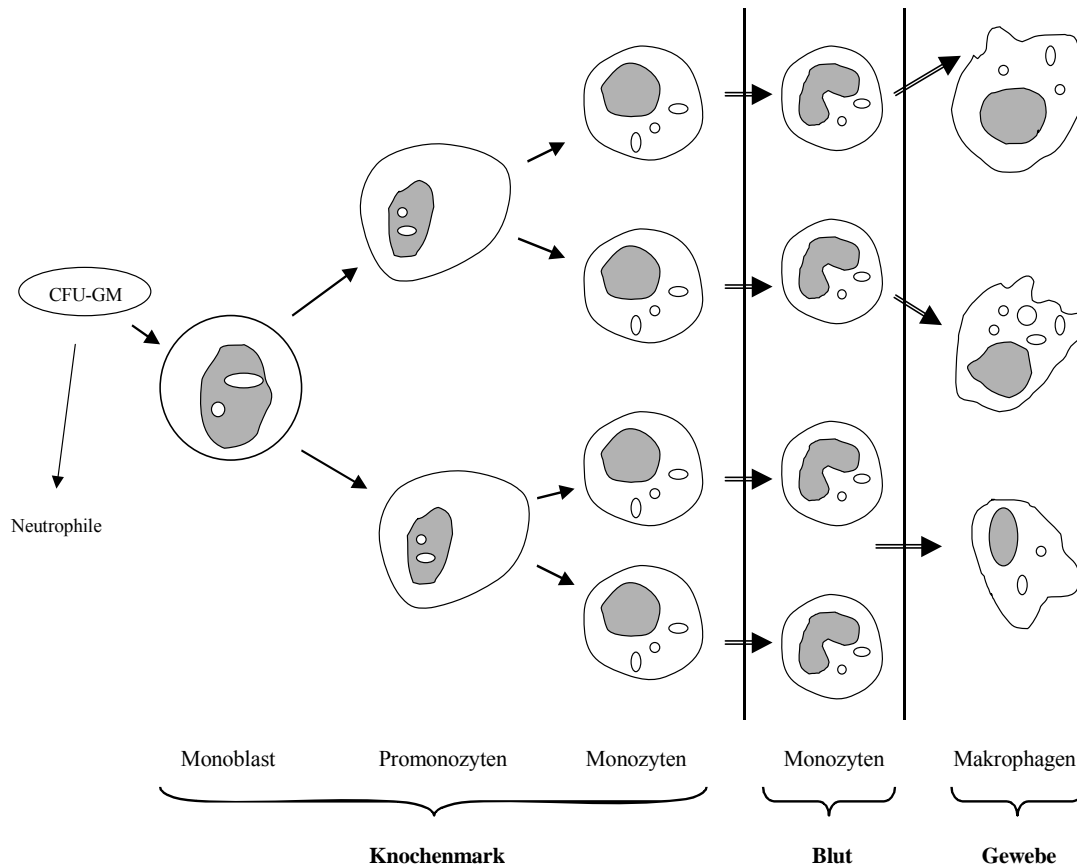 CFU-GM
Neutrophile
Monoblast Promonozyten Monozyten Monozyten Makrophagen
Knochenmark Blut Gewebe